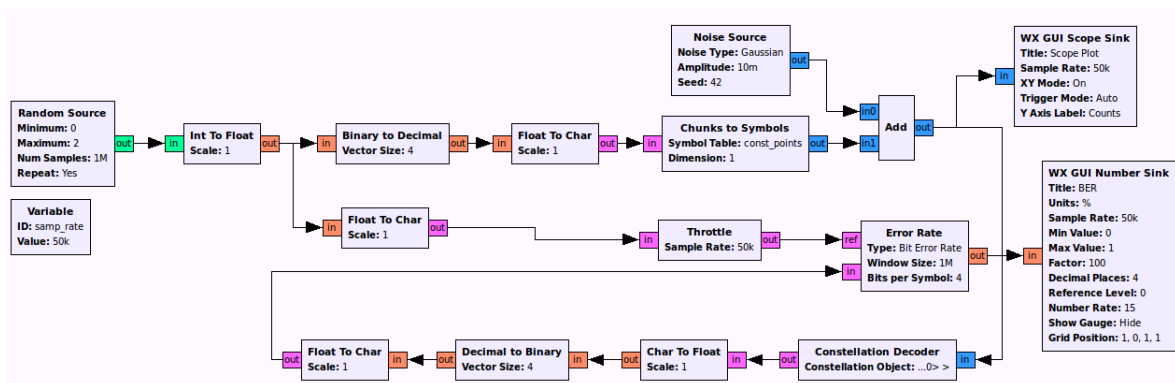 Noise Source
Noise Type: Gaussian
Amplitude: 10m
Seed: 42
out
WX GUI Scope Sink
Title: Scope Plot
Sample Rate: 50k
XY Mode: On
Trigger Mode: Auto
Y Axis Label: Counts
in
Random Source
Minimum: 0
Maximum: 2
Num Samples: 1M
Repeat: Yes
out
in
Int To Float
Scale: 1
out
in
Binary to Decimal
Vector Size: 4
out
in
Float To Char
Scale: 1
out
in
Chunks to Symbols
Symbol Table: const_points
Dimension: 1
out
in0
in1
Add
out
Variable
ID: samp_rate
Value: 50k
in
Float To Char
Scale: 1
out
in
Throttle
Sample Rate: 50k
out
ref
in
Error Rate
Type: Bit Error Rate
Window Size: 1M
Bits per Symbol: 4
out
in
WX GUI Number Sink
Title: BER
Units: %
Sample Rate: 50k
Min Value: 0
Max Value: 1
Factor: 100
Decimal Places: 4
Reference Level: 0
Number Rate: 15
Show Gauge: Hide
Grid Position: 1, 0, 1, 1
out
Float To Char
Scale: 1
in
out
Decimal to Binary
Vector Size: 4
in
out
Char To Float
Scale: 1
in
out
Constellation Decoder
Constellation Object: ...0> >
in